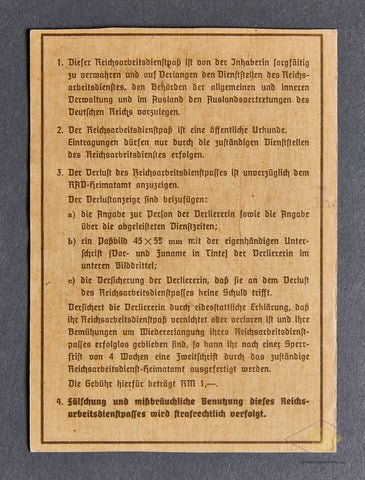 1. Dieser Reichsarbeitsdienstpaß ist von der Inhaberin sorgfältig
zu verwahren und auf Verlangen den Dienststellen des Reichs-
arbeitsdienstes, den Behörden der allgemeinen und inneren
Verwaltung und im Ausland den Auslandsvertretungen des
Deutschen Reichs vorzulegen.
2. Der Reichsarbeitsdienstpaß ist eine öffentliche Urkunde.
Eintragungen dürfen nur durch die zuständigen Dienststellen
des Reichsarbeitsdienstes erfolgen.
3. Der Verlust des Reichsarbeitsdienstpasses ist unverzüglich dem
RAD-Heimatamt anzuzeigen.
Der Verlustanzeige sind beizufügen:
a) die Angabe zur Person der Verliererin sowie die Angabe
über die abgeleisteten Dienstzeiten;
b) ein Paßbild 45×55 mm mit der eigenhändigen Unter-
schrift (Vor- und Zuname in Tinte) der Verliererin im
unteren Bilddrittel;
c) die Versicherung der Verliererin, daß sie an dem Verlust
des Reichsarbeitsdienstpasses keine Schuld trifft.
Versichert die Verliererin durch eidesstattliche Erklärung, daß
ihr Reichsarbeitsdienstpaß vernichtet oder verloren ist und ihre
Bemühungen um Wiedererlangung ihres Reichsarbeitsdienst-
passes erfolglos geblieben sind, so kann ihr nach einer Sperr-
frist von 4 Wochen eine Zweitschrift durch das zuständige
Reichsarbeitsdienst-Heimatamt ausgefertigt werden.
Die Gebühr hierfür beträgt RM 1,—.
4. Fälschung und mißbräuchliche Benutzung dieses Reichs-
arbeitsdienstpasses wird strafrechtlich verfolgt.